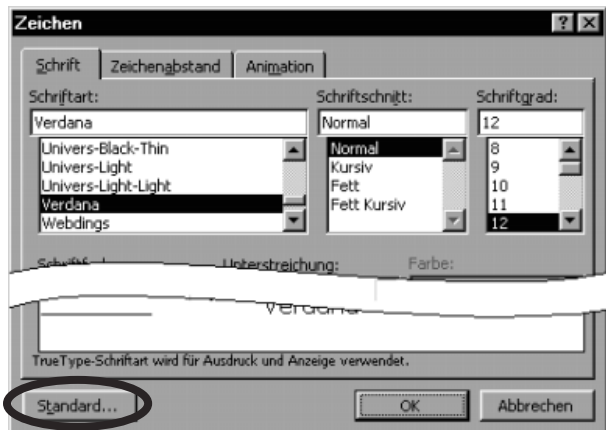 Zeichen
Schrift Zeichenabstand Animation
Schriftart: Schriftschnitt: Schriftgrad:
Verdana Normal 12
Univers-Black-Thin Normal 8
Univers-Light Kursiv 9
Univers-Light-Light Fett 10
Verdana Fett Kursiv 11
Webdings 12
Unterstreichung: Farbe:
Verdana
TrueType-Schriftart wird für Ausdruck und Anzeige verwendet.
Standard... OK Abbrechen